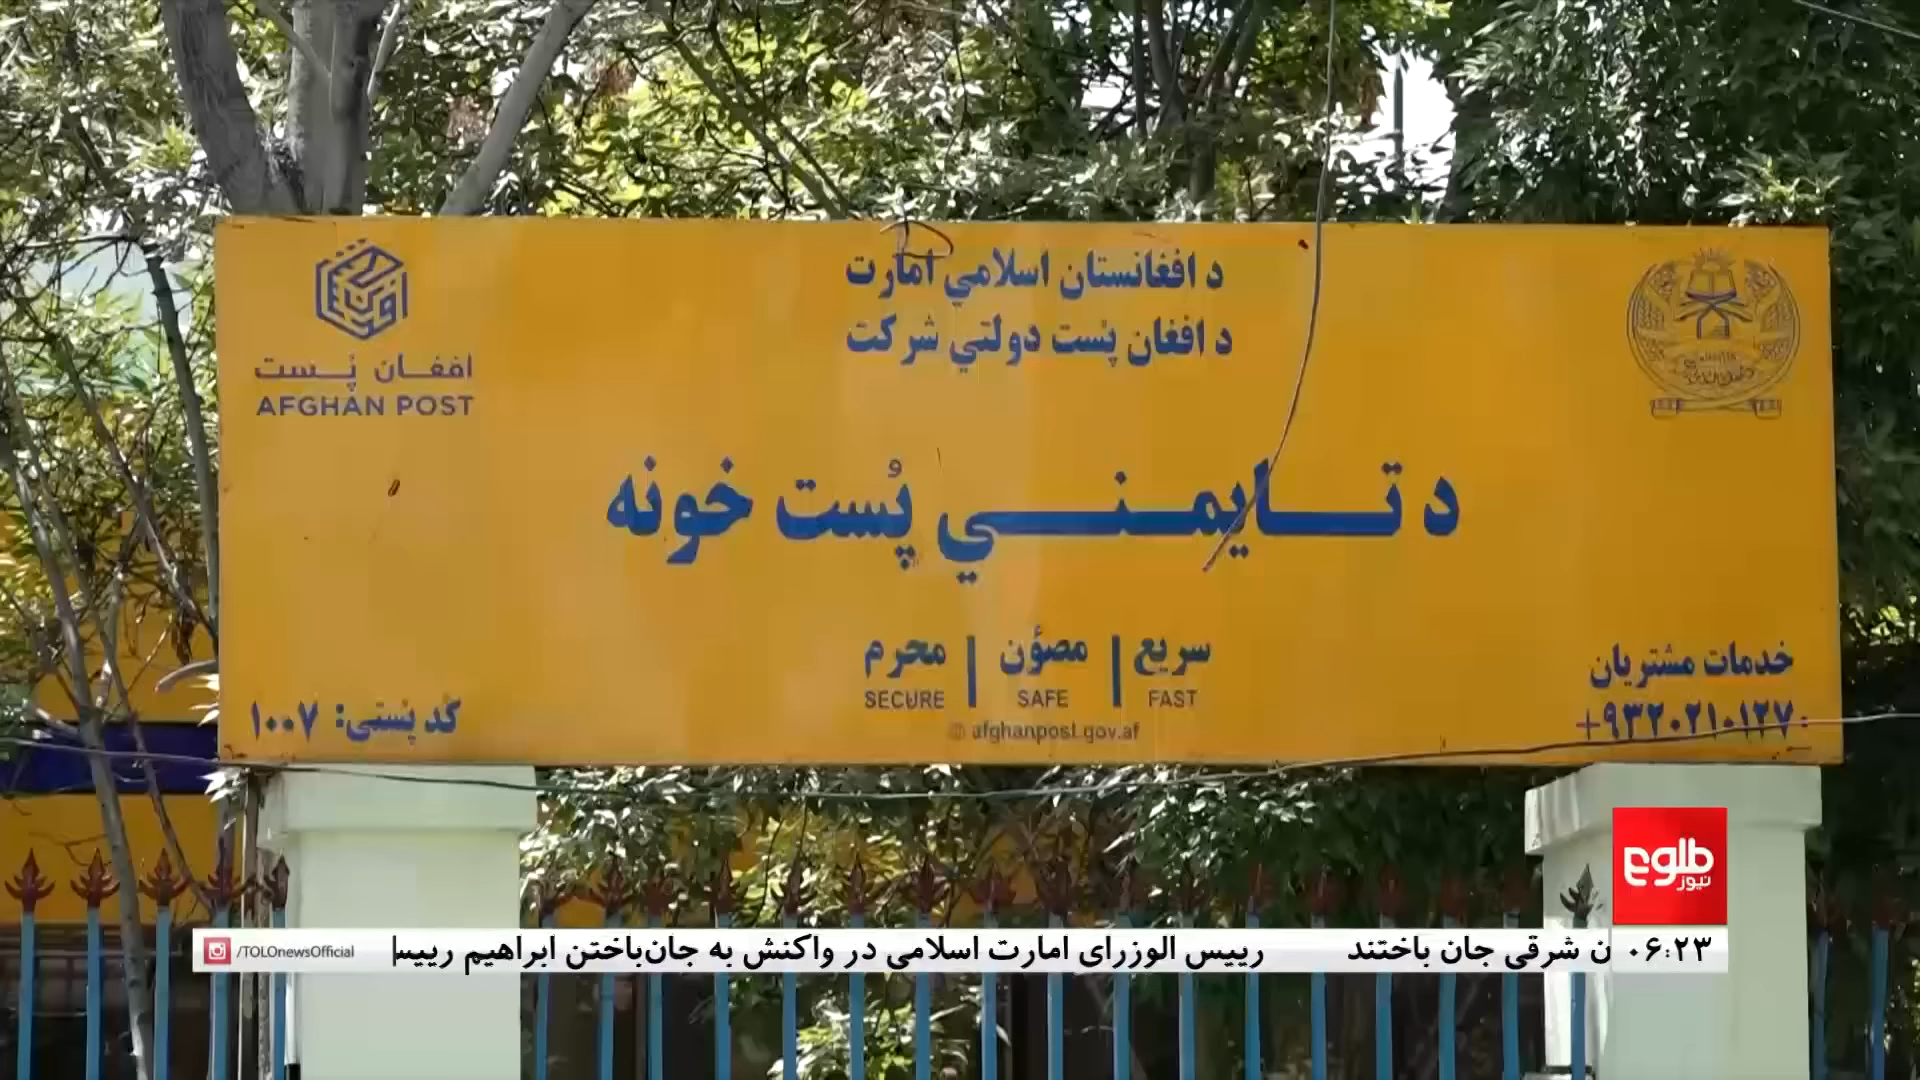 د افغانستان اسلامي امارت
د افغان پُست دولتي شرکت
افغان پُست
AFGHAN POST
د تایمني پُست خونه
سریع | مصؤن | محرم
FAST SAFE SECURE
afghanpost.gov.af
خدمات مشتریان
+۹۳۲۰۲۱۰۱۲۷:
کُد پستی: ۱۰۰۷
طلوع
نیوز
۰۶:۲۳
ن شرقی جان باختند
رییس الوزرای امارت اسلامی در واکنش به جان‌باختن ابراهیم رییسا
/TOLOnewsOfficial